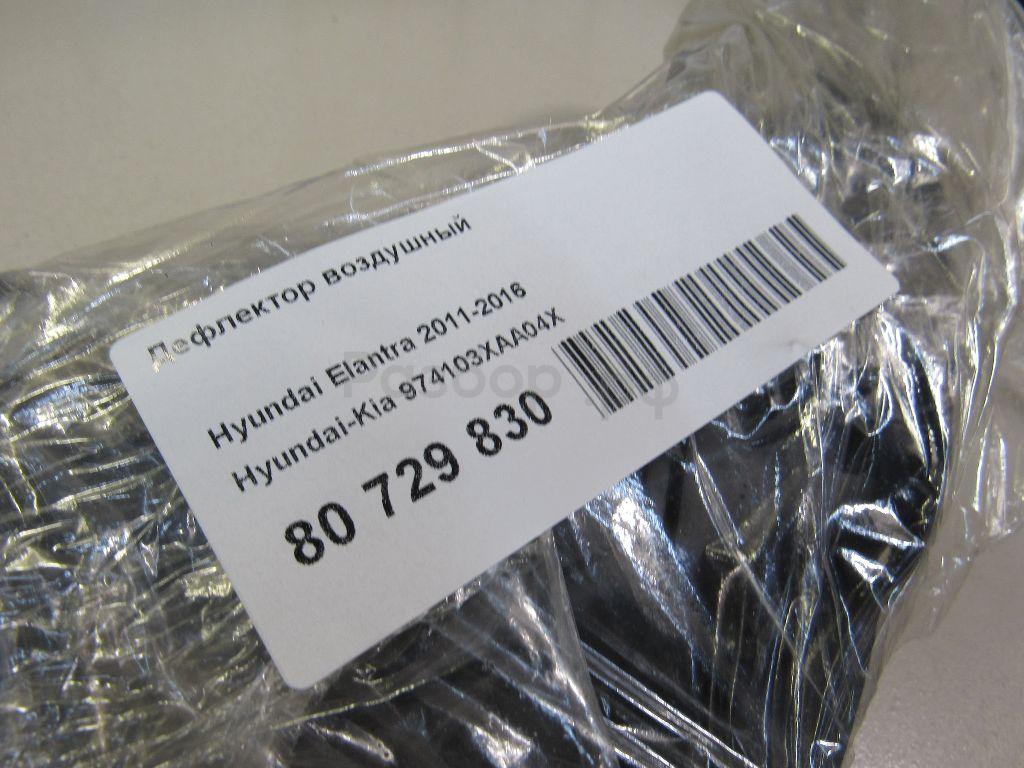 Дефлектор воздушный
Hyundai Elantra 2011-2016
Hyundai-Kia 974103XAA04X
80 729 830